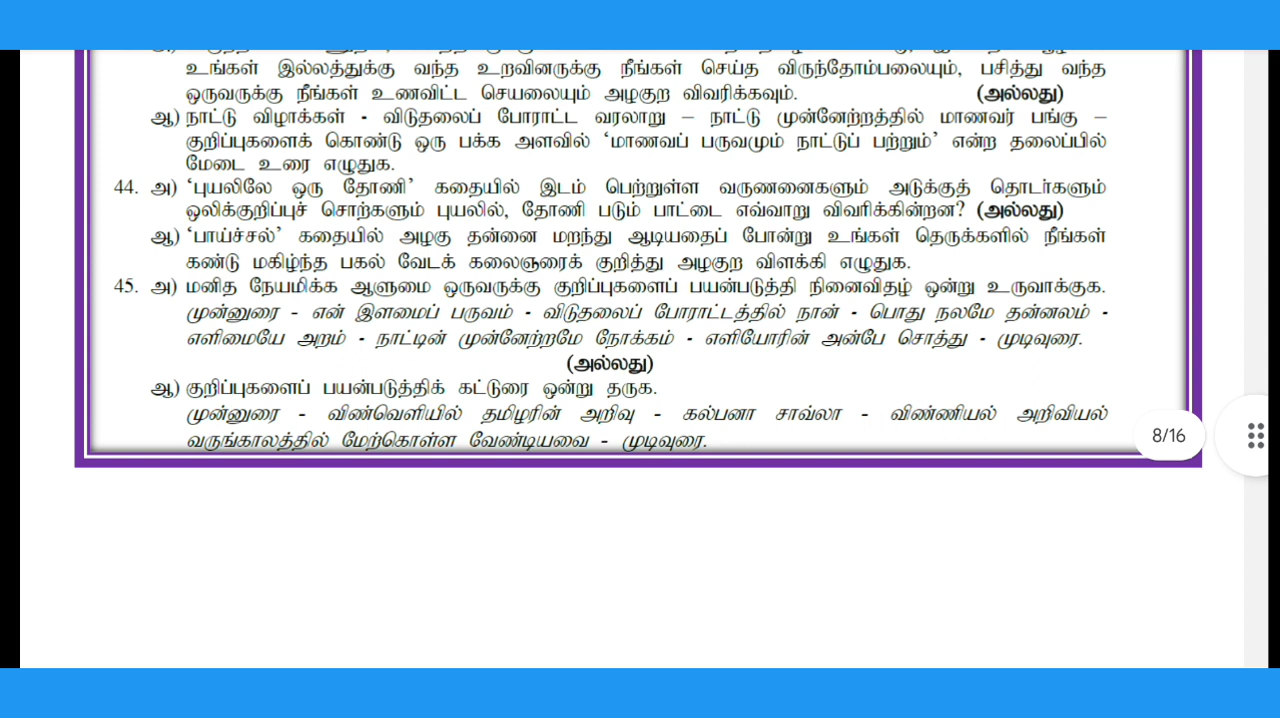 உங்கள் இல்லத்துக்கு வந்த உறவினருக்கு நீங்கள் செய்த விருந்தோம்பலையும், பசித்து வந்த
ஒருவருக்கு நீங்கள் உணவிட்ட செயலையும் அழகுற விவரிக்கவும். (அல்லது)
ஆ) நாட்டு விழாக்கள் - விடுதலைப் போராட்ட வரலாறு – நாட்டு முன்னேற்றத்தில் மாணவர் பங்கு –
குறிப்புகளைக் கொண்டு ஒரு பக்க அளவில் ‘மாணவப் பருவமும் நாட்டுப் பற்றும்’ என்ற தலைப்பில்
மேடை உரை எழுதுக.
44. அ) ‘புயலிலே ஒரு தோணி’ கதையில் இடம் பெற்றுள்ள வருணனைகளும் அடுக்குத் தொடர்களும்
ஒலிக்குறிப்புச் சொற்களும் புயலில், தோணி படும் பாட்டை எவ்வாறு விவரிக்கின்றன? (அல்லது)
ஆ) ‘பாய்ச்சல்’ கதையில் அழகு தன்னை மறந்து ஆடியதைப் போன்று உங்கள் தெருக்களில் நீங்கள்
கண்டு மகிழ்ந்த பகல் வேடக் கலைஞரைக் குறித்து அழகுற விளக்கி எழுதுக.
45. அ) மனித நேயமிக்க ஆளுமை ஒருவருக்கு குறிப்புகளைப் பயன்படுத்தி நினைவிதழ் ஒன்று உருவாக்குக.
முன்னுரை - என் இளமைப் பருவம் - விடுதலைப் போராட்டத்தில் நான் - பொது நலமே தன்னலம் -
எளிமையே அறம் - நாட்டின் முன்னேற்றமே நோக்கம் - எளியோரின் அன்பே சொத்து - முடிவுரை.
(அல்லது)
ஆ) குறிப்புகளைப் பயன்படுத்திக் கட்டுரை ஒன்று தருக.
முன்னுரை - விண்வெளியில் தமிழரின் அறிவு - கல்பனா சாவ்லா - விண்ணியல் அறிவியல்
வருங்காலத்தில் மேற்கொள்ள வேண்டியவை - முடிவுரை.
8/16